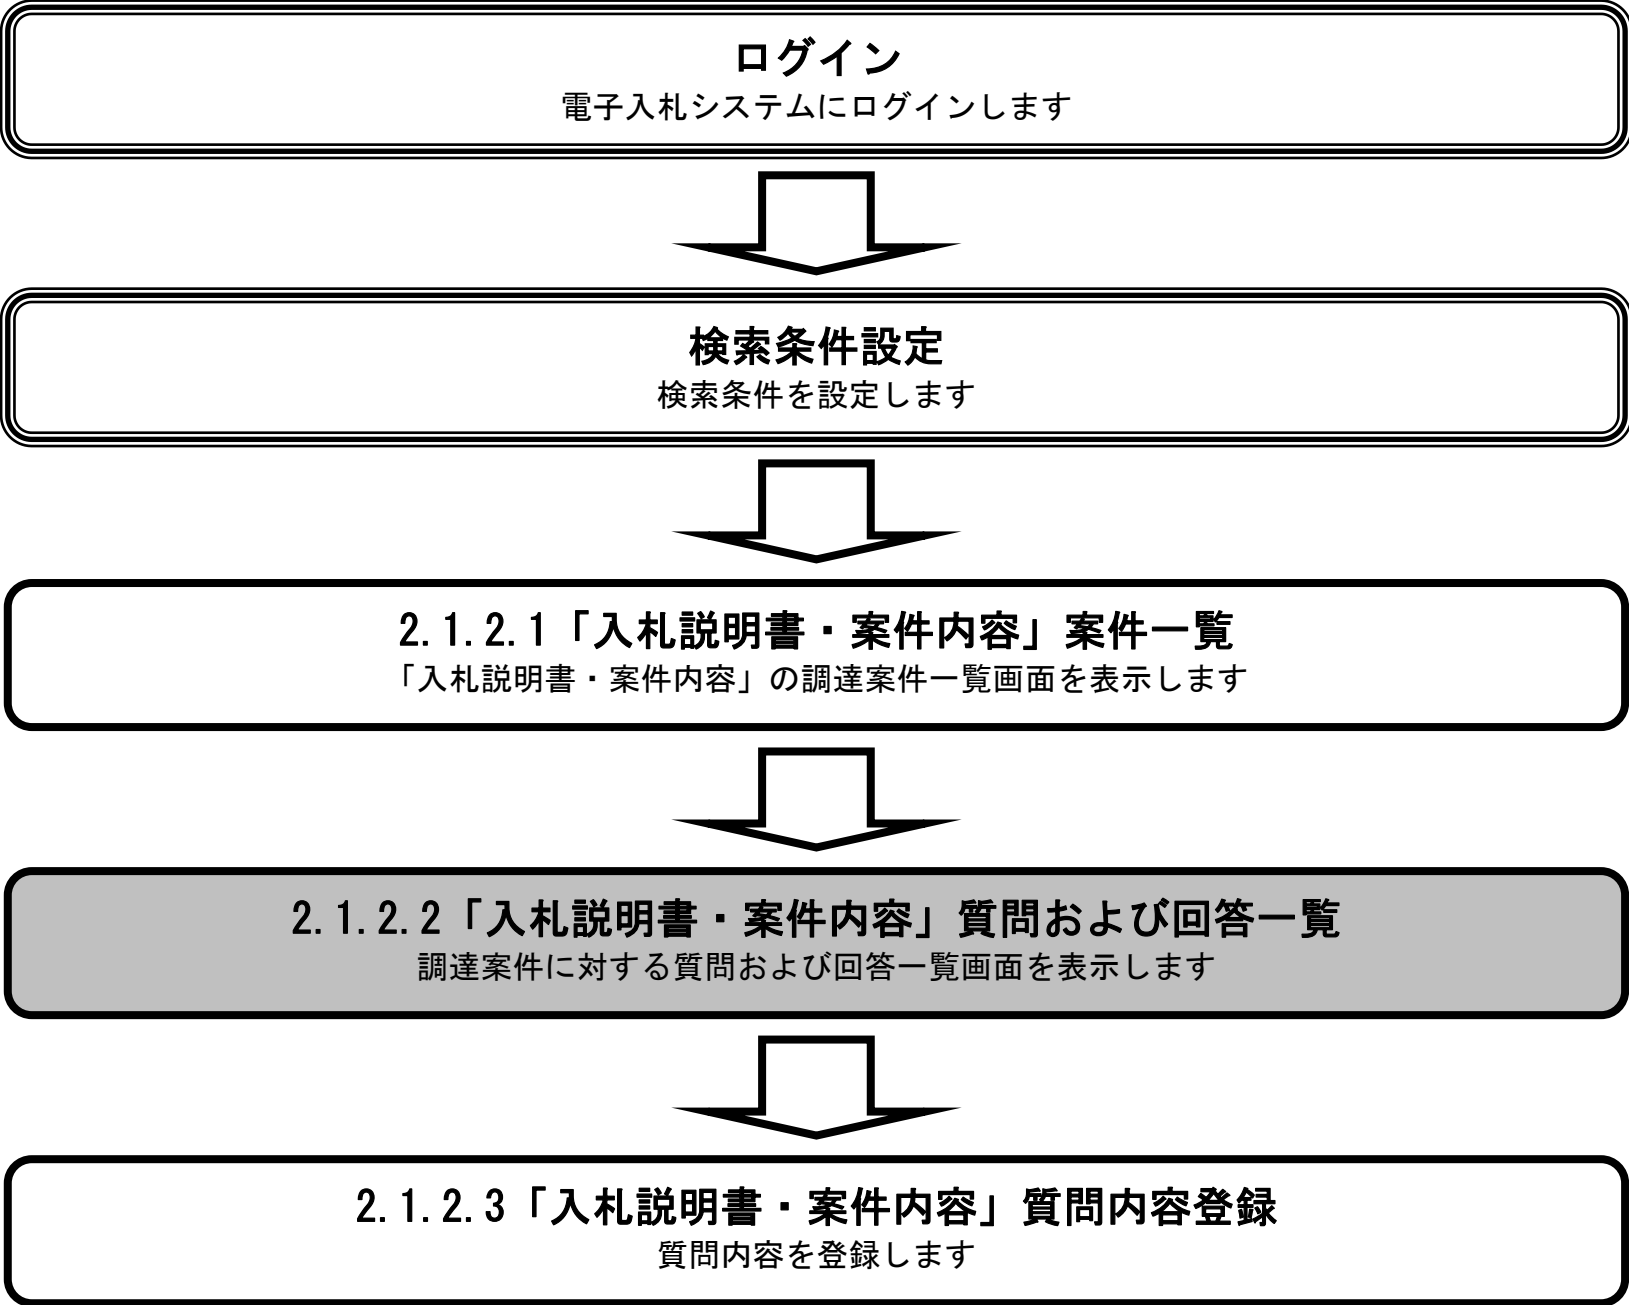 ログイン
電子入札システムにログインします
検索条件設定
検索条件を設定します
2.1.2.1「入札説明書・案件内容」案件一覧
「入札説明書・案件内容」の調達案件一覧画面を表示します
2.1.2.2「入札説明書・案件内容」質問および回答一覧
調達案件に対する質問および回答一覧画面を表示します
2.1.2.3「入札説明書・案件内容」質問内容登録
質問内容を登録します